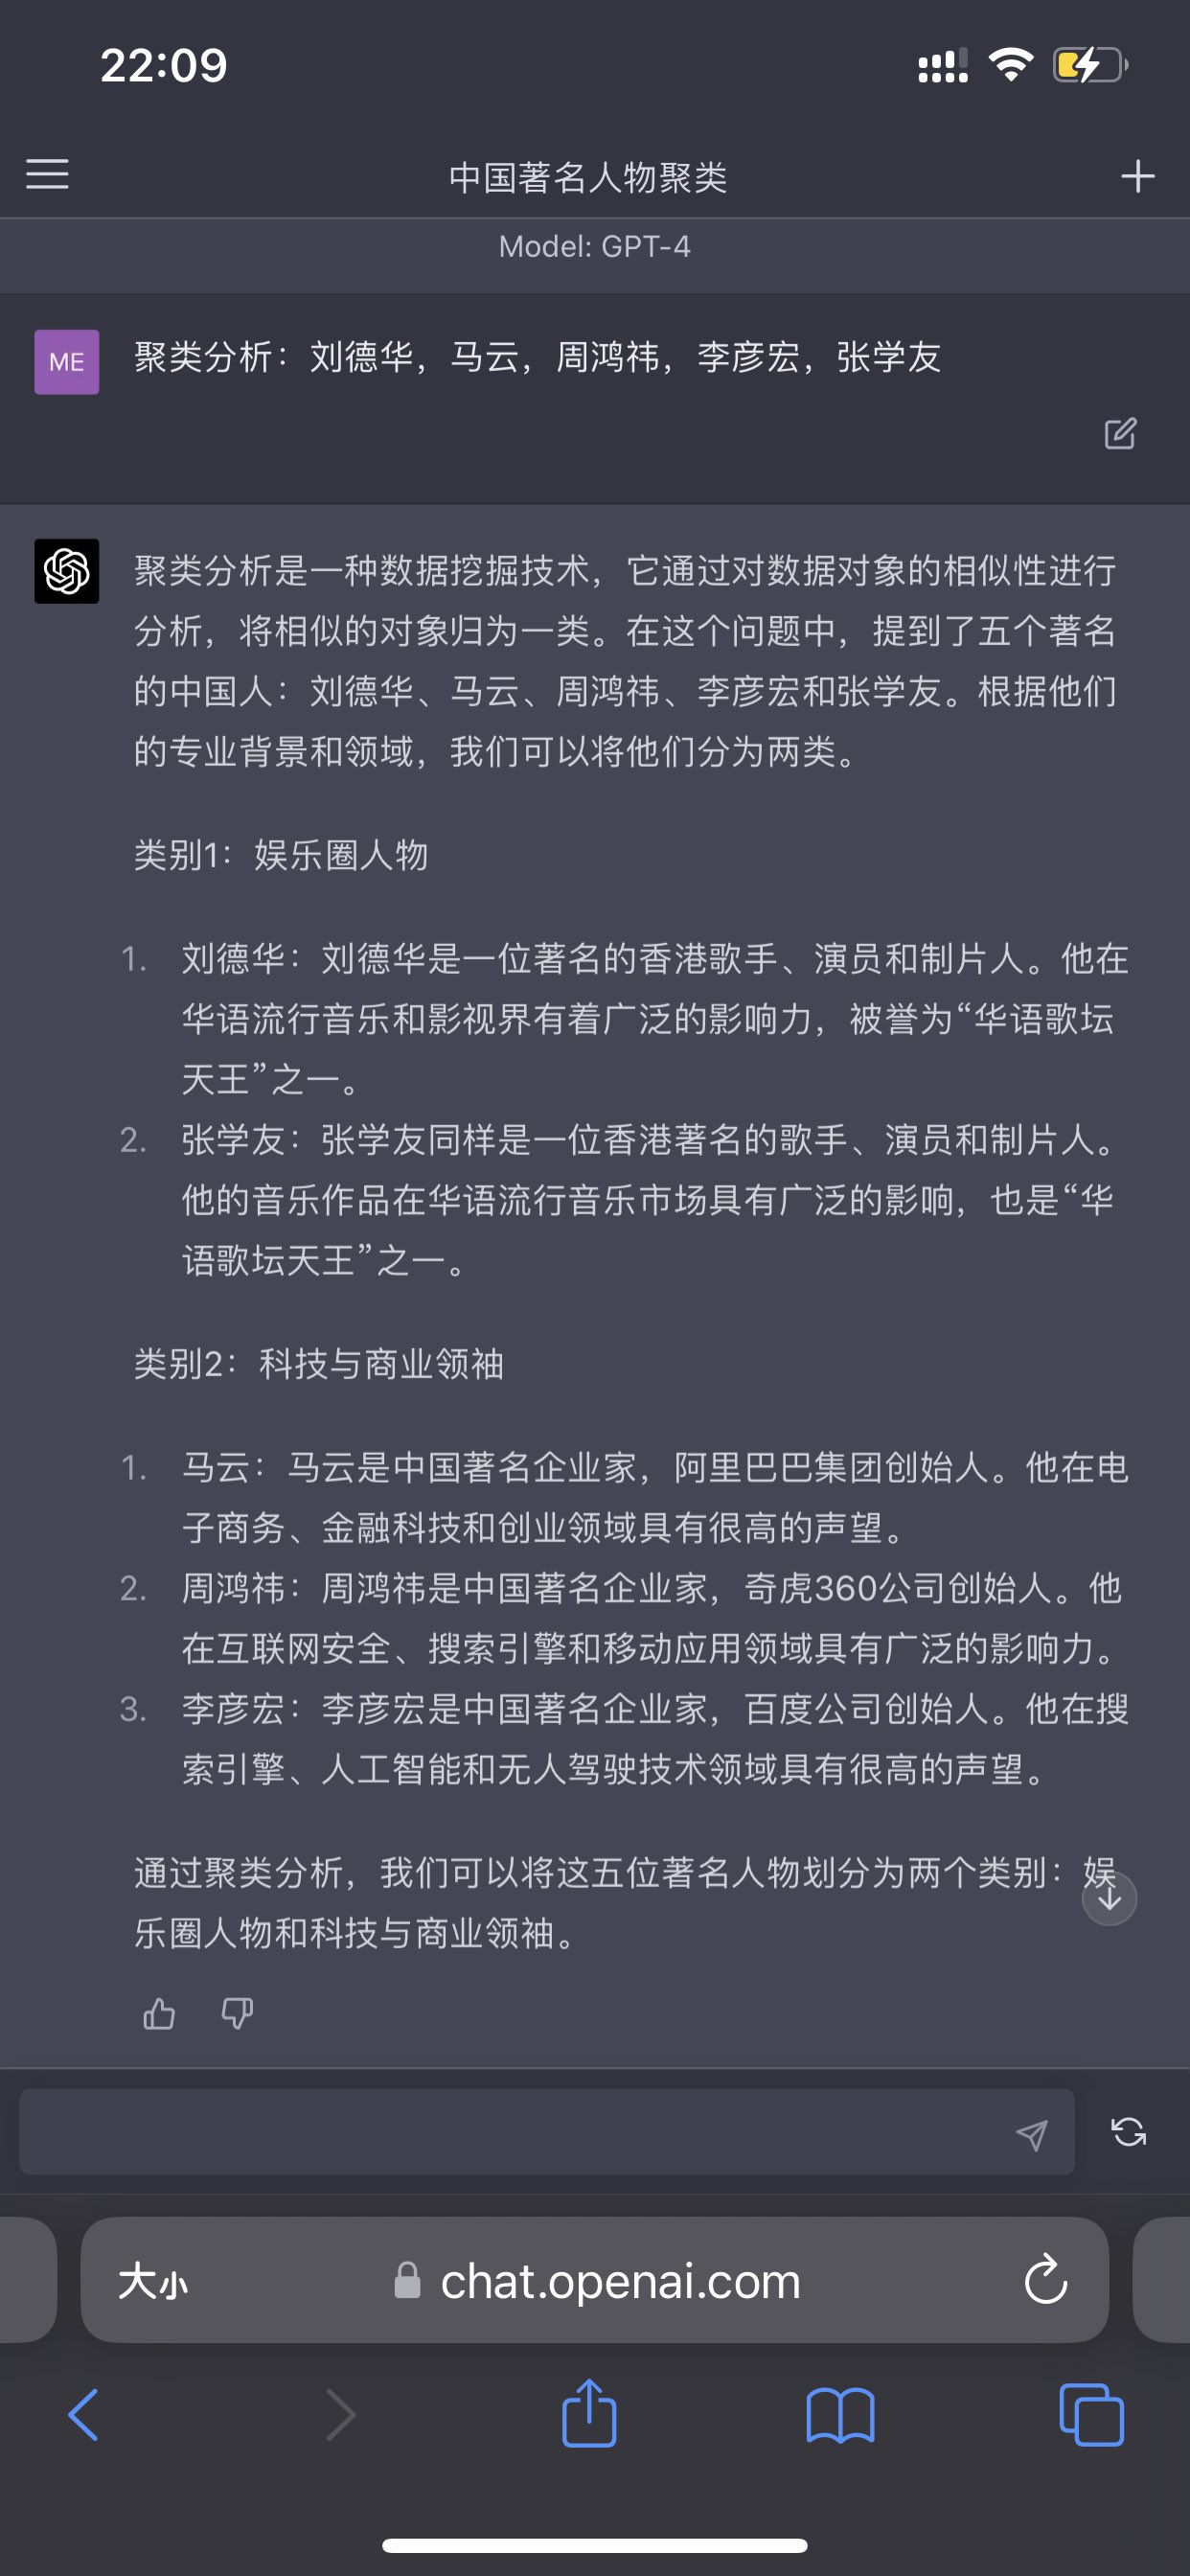 22:09
中国著名人物聚类
Model: GPT-4
ME
聚类分析：刘德华，马云，周鸿祎，李彦宏，张学友
聚类分析是一种数据挖掘技术，它通过对数据对象的相似性进行
分析，将相似的对象归为一类。在这个问题中，提到了五个著名
的中国人：刘德华、马云、周鸿祎、李彦宏和张学友。根据他们
的专业背景和领域，我们可以将他们分为两类。
类别1：娱乐圈人物
1. 刘德华：刘德华是一位著名的香港歌手、演员和制片人。他在
华语流行音乐和影视界有着广泛的影响力，被誉为“华语歌坛
天王”之一。
2. 张学友：张学友同样是一位香港著名的歌手、演员和制片人。
他的音乐作品在华语流行音乐市场具有广泛的影响，也是“华
语歌坛天王”之一。
类别2：科技与商业领袖
1. 马云：马云是中国著名企业家，阿里巴巴集团创始人。他在电
子商务、金融科技和创业领域具有很高的声望。
2. 周鸿祎：周鸿祎是中国著名企业家，奇虎360公司创始人。他
在互联网安全、搜索引擎和移动应用领域具有广泛的影响力。
3. 李彦宏：李彦宏是中国著名企业家，百度公司创始人。他在搜
索引擎、人工智能和无人驾驶技术领域具有很高的声望。
通过聚类分析，我们可以将这五位著名人物划分为两个类别：娱
乐圈人物和科技与商业领袖。
大小 chat.openai.com